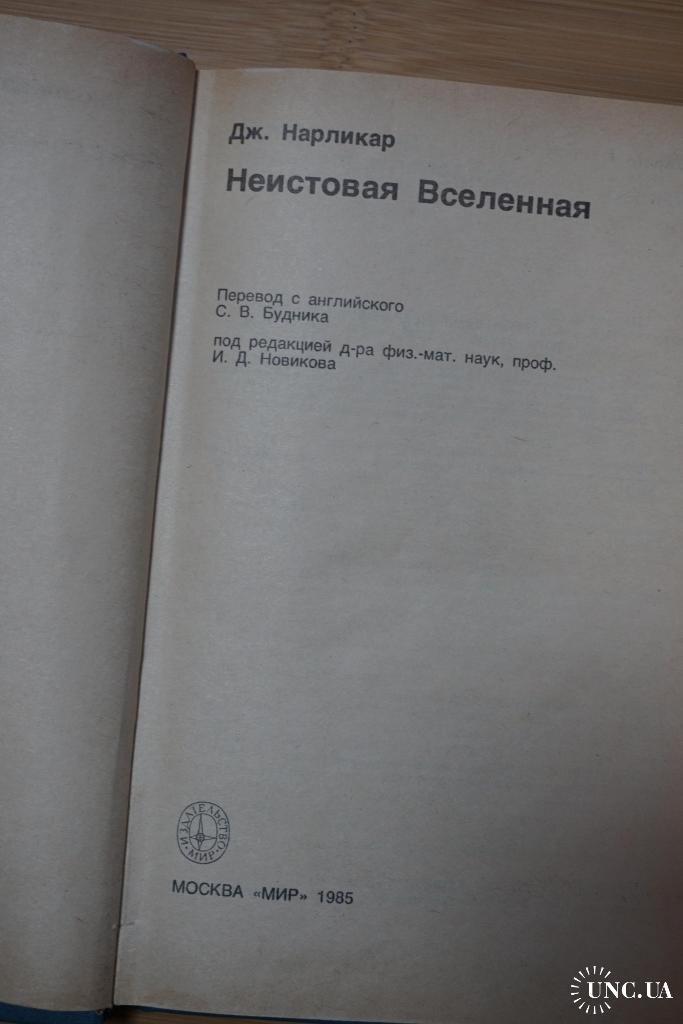 Дж. Нарликар
Неистовая Вселенная
Перевод с английского
С. В. Будника
под редакцией д-ра физ.-мат. наук, проф.
И. Д. Новикова
ИЗДАТЕЛЬСТВО
·МИР·
МОСКВА «МИР» 1985
UNC.UA